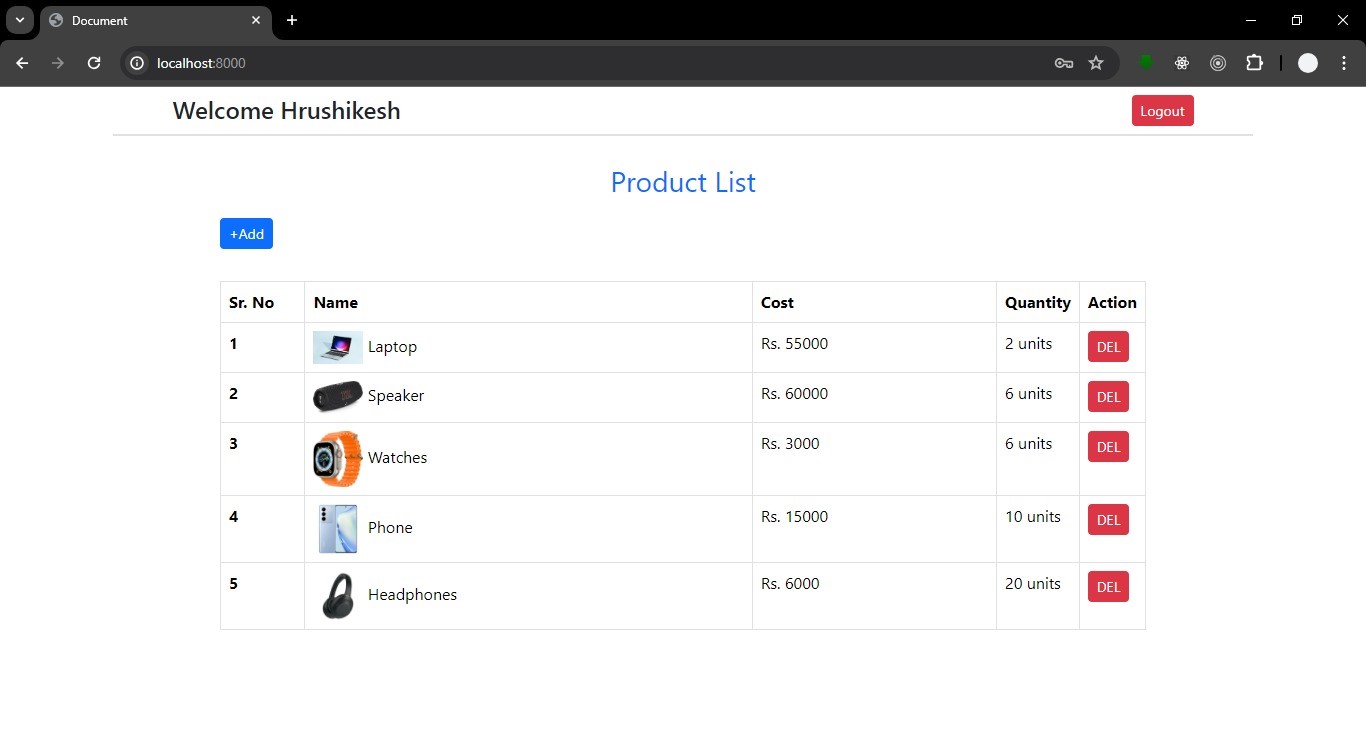 Document
localhost:8000
Welcome Hrushikesh
Logout
Product List
+Add
Sr. No Name Cost Quantity Action
1 Laptop Rs. 55000 2 units DEL
2 Speaker Rs. 60000 6 units DEL
3 Watches Rs. 3000 6 units DEL
4 Phone Rs. 15000 10 units DEL
5 Headphones Rs. 6000 20 units DEL